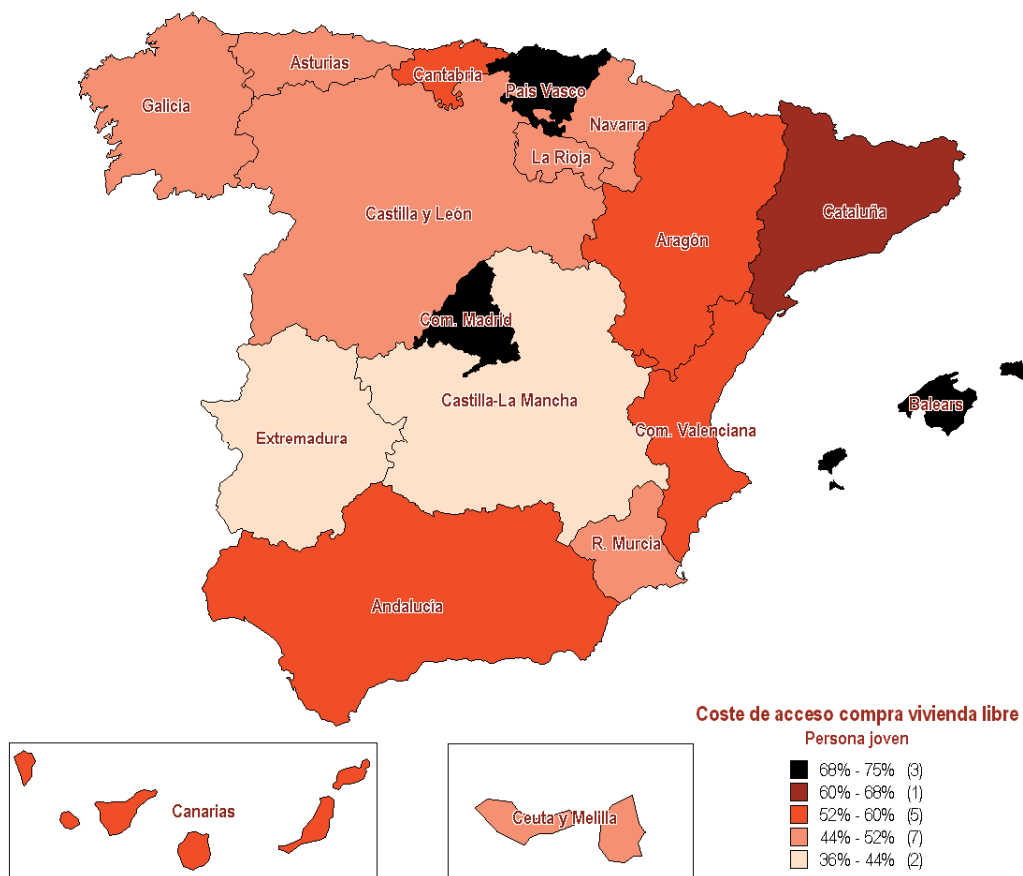 Asturias
Cantabria
Pais Vasco
Galicia
Navarra
La Rioja
Castilla y León
Cataluña
Aragón
Com. Madrid
Castilla-La Mancha
Balears
Extremadura
Com. Valenciana
R. Murcia
Andalucía
Coste de acceso compra vivienda libre
Persona joven
68% - 75% (3)
60% - 68% (1)
52% - 60% (5)
44% - 52% (7)
36% - 44% (2)
Canarias
Ceuta y Melilla